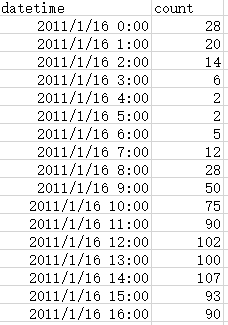 datetime count
2011/1/16 0:00 28
2011/1/16 1:00 20
2011/1/16 2:00 14
2011/1/16 3:00 6
2011/1/16 4:00 2
2011/1/16 5:00 2
2011/1/16 6:00 5
2011/1/16 7:00 12
2011/1/16 8:00 28
2011/1/16 9:00 50
2011/1/16 10:00 75
2011/1/16 11:00 90
2011/1/16 12:00 102
2011/1/16 13:00 100
2011/1/16 14:00 107
2011/1/16 15:00 93
2011/1/16 16:00 90